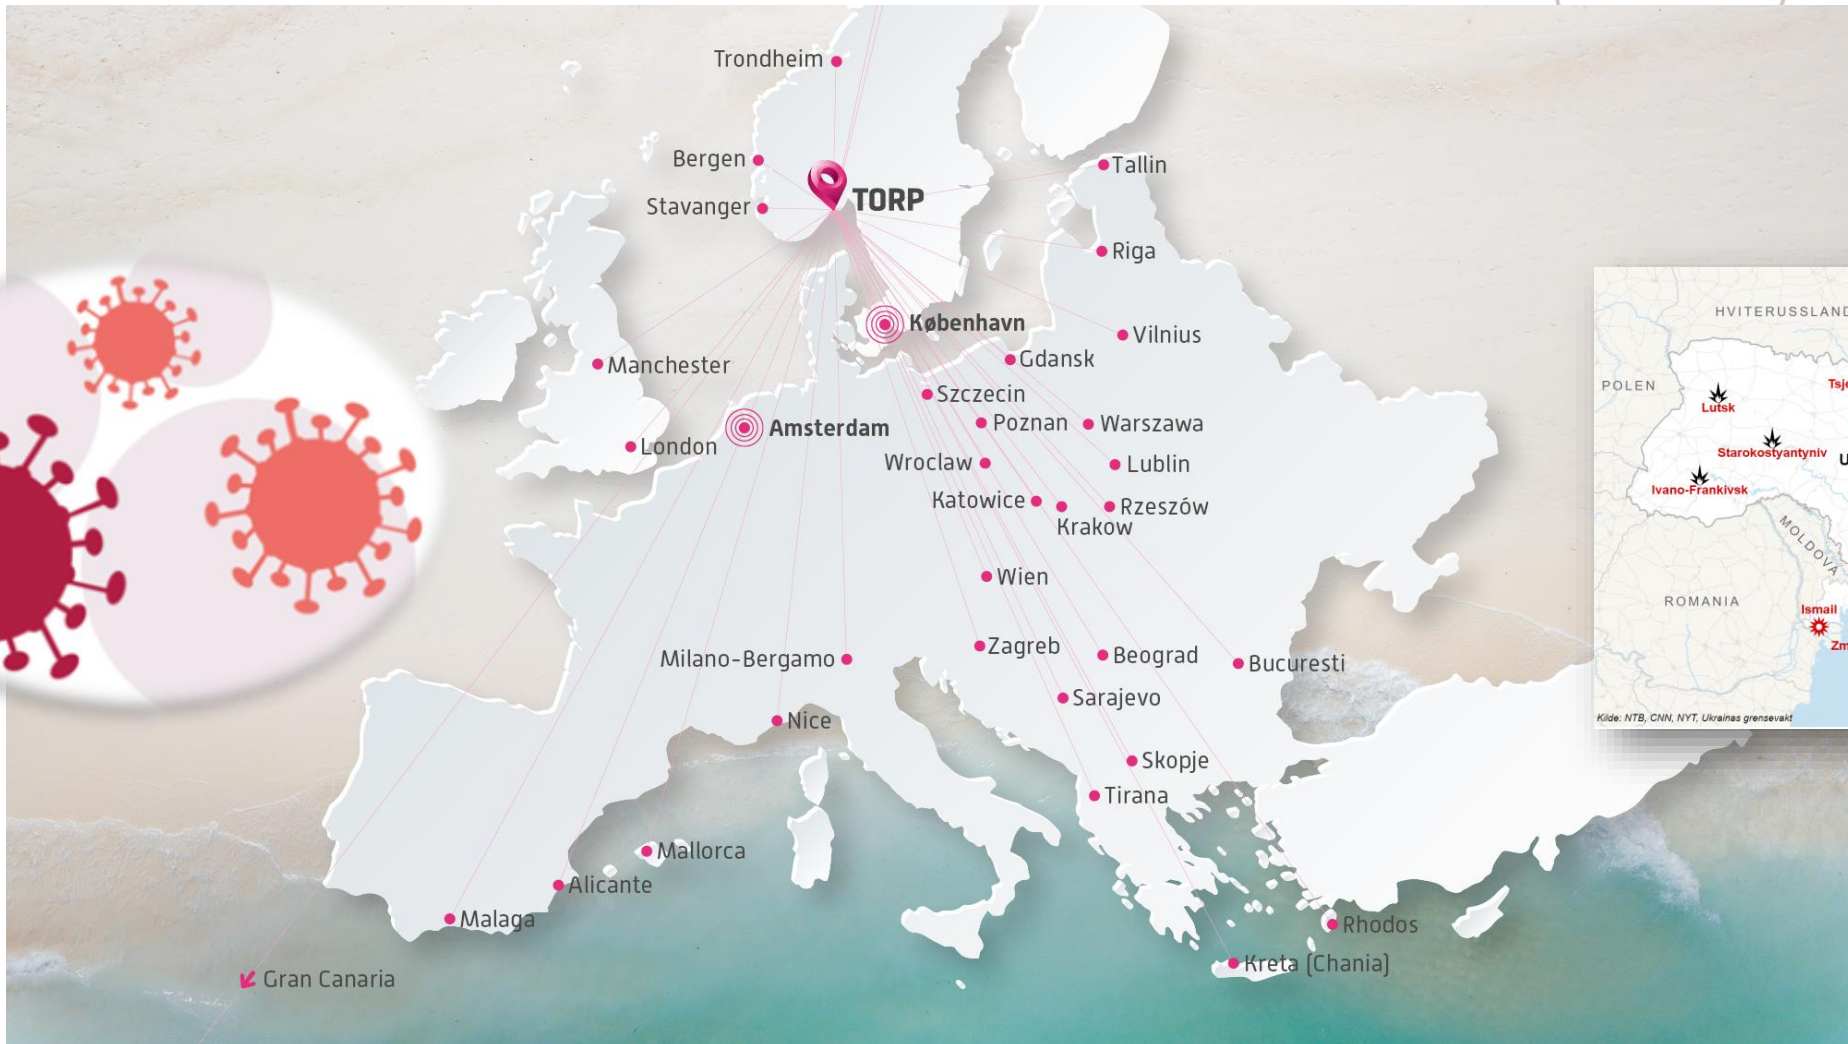 Trondheim
Bergen
TORP
Stavanger
Tallin
Riga
København
Vilnius
Manchester
Gdansk
Szczecin
Poznan
Warszawa
Amsterdam
London
Wroclaw
Lublin
Katowice
Krakow
Rzeszów
Wien
Zagreb
Beograd
Bucuresti
Milano-Bergamo
Sarajevo
Nice
Skopje
Tirana
Mallorca
Alicante
Malaga
Rhodos
Kreta (Chania)
Gran Canaria
HVITERUSSLAND
POLEN
Lutsk
Starokostyantyniv
Ivano-Frankivsk
MOLDOVA
ROMANIA
Ismail
Kilde: NTB, CNN, NYT, Ukrainas grensevakt